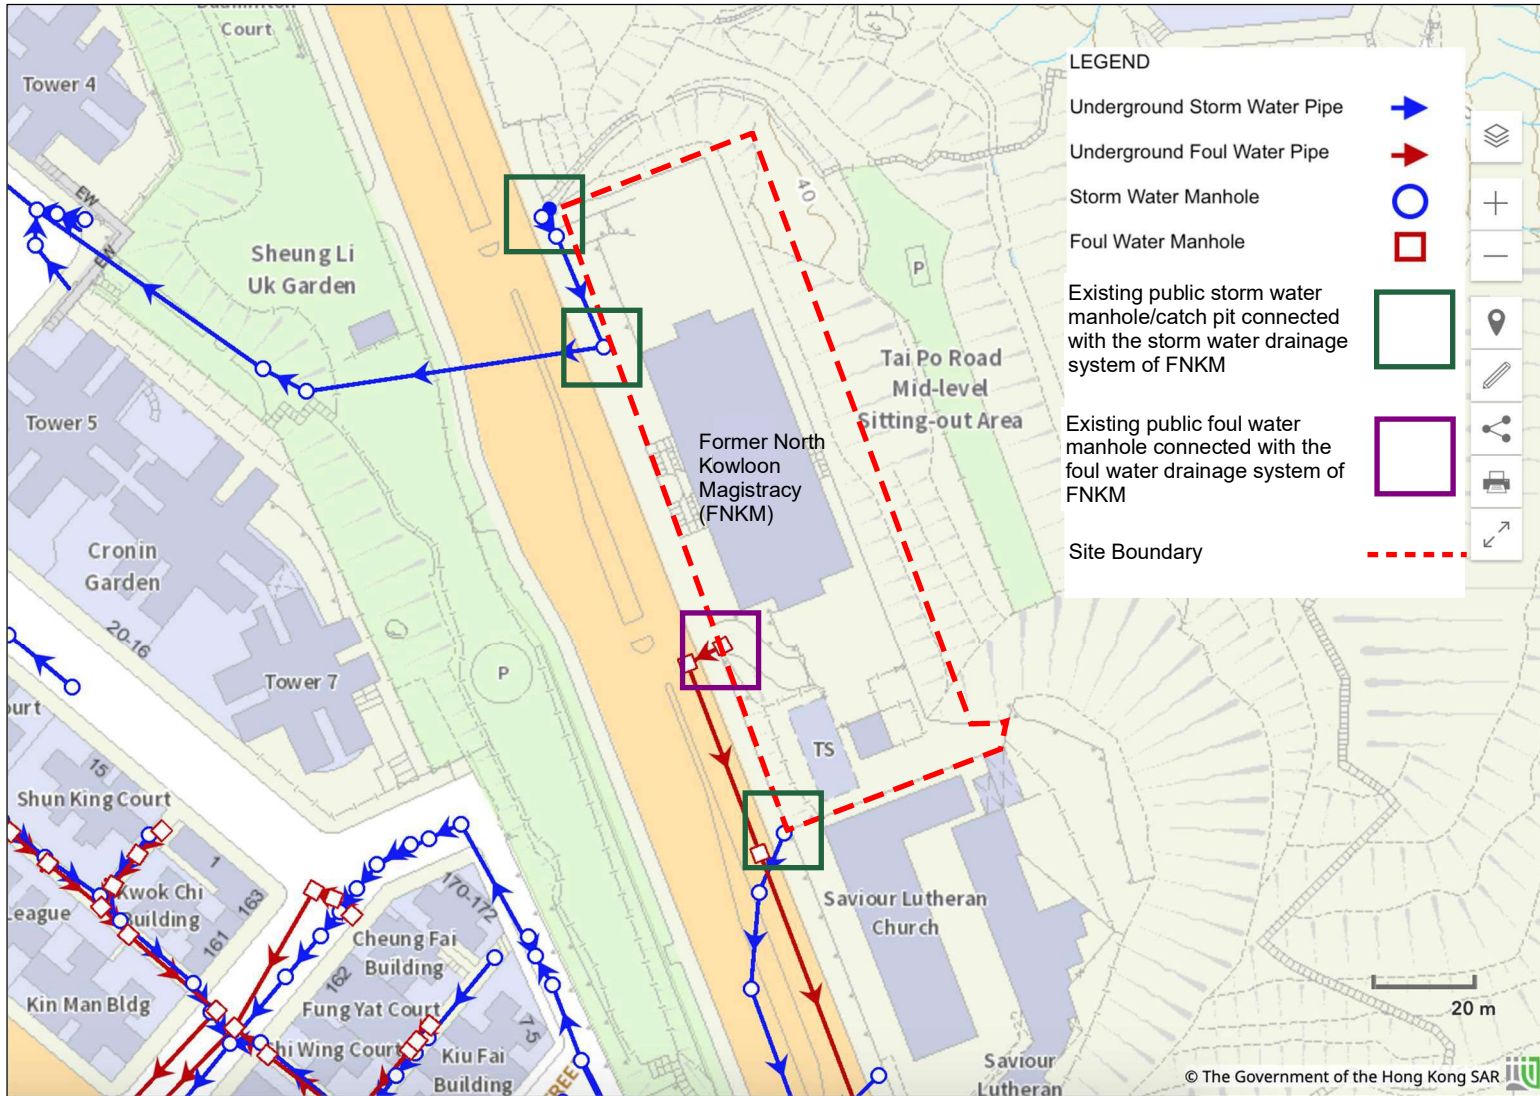 Court
Tower 4
LEGEND
Underground Storm Water Pipe
Underground Foul Water Pipe
Storm Water Manhole
Foul Water Manhole
Existing public storm water
manhole/catch pit connected
with the storm water drainage
system of FNKM
Existing public foul water
manhole connected with the
foul water drainage system of
FNKM
Site Boundary
40
EW
Sheung Li
Uk Garden
P
Tai Po Road
Mid-level
Sitting-out Area
Tower 5
Former North
Kowloon
Magistracy
(FNKM)
Cronin
Garden
20-16
Tower 7
P
TS
15
Shun King Court
1
Kwok Chi
Building
163
161
League
170-172
Cheung Fai
Building
162
Saviour Lutheran
Church
Kin Man Bldg
Fung Yat Court
7-5
Kiu Fai
Building
20 m
Saviour
Lutheran
© The Government of the Hong Kong SAR